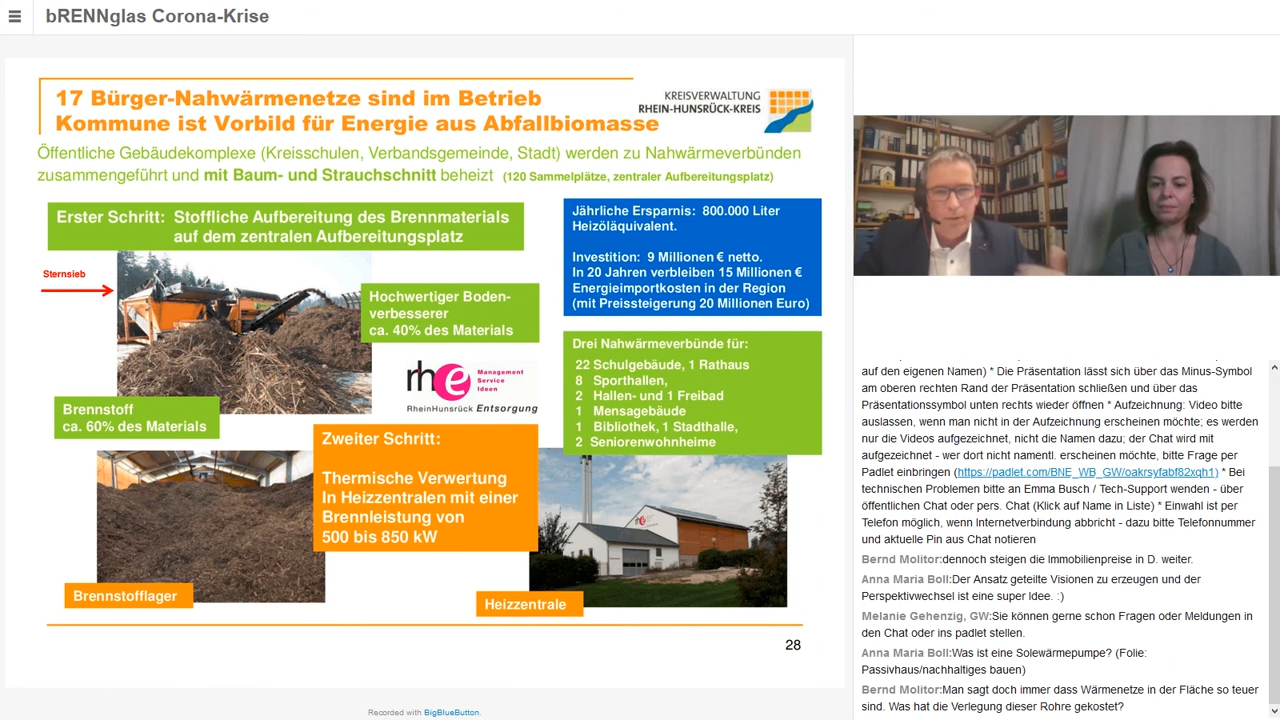 bRENNglas Corona-Krise
17 Bürger-Nahwärmenetze sind im Betrieb
Kommune ist Vorbild für Energie aus Abfallbiomasse
KREISVERWALTUNG
RHEIN-HUNSRÜCK-KREIS
Öffentliche Gebäudekomplexe (Kreisschulen, Verbandsgemeinde, Stadt) werden zu Nahwärmeverbünden
zusammengeführt und mit Baum- und Strauchschnitt beheizt (120 Sammelplätze, zentraler Aufbereitungsplatz)
Erster Schritt: Stoffliche Aufbereitung des Brennmaterials
auf dem zentralen Aufbereitungsplatz
Sternsieb
Hochwertiger Boden-
verbesserer
ca. 40% des Materials
Brennstoff
ca. 60% des Materials
rhe
Management
Service
Ideen
RheinHunsrück Entsorgung
Jährliche Ersparnis: 800.000 Liter
Heizöläquivalent.
Investition: 9 Millionen € netto.
In 20 Jahren verbleiben 15 Millionen €
Energieimportkosten in der Region
(mit Preissteigerung 20 Millionen Euro)
Drei Nahwärmeverbünde für:
22 Schulgebäude, 1 Rathaus
8 Sporthallen,
2 Hallen- und 1 Freibad
1 Mensagebäude
1 Bibliothek, 1 Stadthalle,
2 Seniorenwohnheime
Zweiter Schritt:
Thermische Verwertung
In Heizzentralen mit einer
Brennleistung von
500 bis 850 kW
Brennstofflager
Heizzentrale
28
Recorded with BigBlueButton.
auf den eigenen Namen) * Die Präsentation lässt sich über das Minus-Symbol
am oberen rechten Rand der Präsentation schließen und über das
Präsentationssymbol unten rechts wieder öffnen * Aufzeichnung: Video bitte
auslassen, wenn man nicht in der Aufzeichnung erscheinen möchte; es werden
nur die Videos aufgezeichnet, nicht die Namen dazu; der Chat wird mit
aufgezeichnet - wer dort nicht namentl. erscheinen möchte, bitte Frage per
Padlet einbringen (https://padlet.com/BNE_WB_GW/oakrsyfabf82xqh1) * Bei
technischen Problemen bitte an Emma Busch / Tech-Support wenden - über
öffentlichen Chat oder pers. Chat (Klick auf Name in Liste) * Einwahl ist per
Telefon möglich, wenn Internetverbindung abbricht - dazu bitte Telefonnummer
und aktuelle Pin aus Chat notieren
Bernd Molitor:dennoch steigen die Immobilienpreise in D. weiter.
Anna Maria Boll:Der Ansatz geteilte Visionen zu erzeugen und der
Perspektivwechsel ist eine super Idee. :)
Melanie Gehenzig, GW:Sie können gerne schon Fragen oder Meldungen in
den Chat oder ins padlet stellen.
Anna Maria Boll:Was ist eine Solewärmepumpe? (Folie:
Passivhaus/nachhaltiges bauen)
Bernd Molitor:Man sagt doch immer dass Wärmenetze in der Fläche so teuer
sind. Was hat die Verlegung dieser Rohre gekostet?